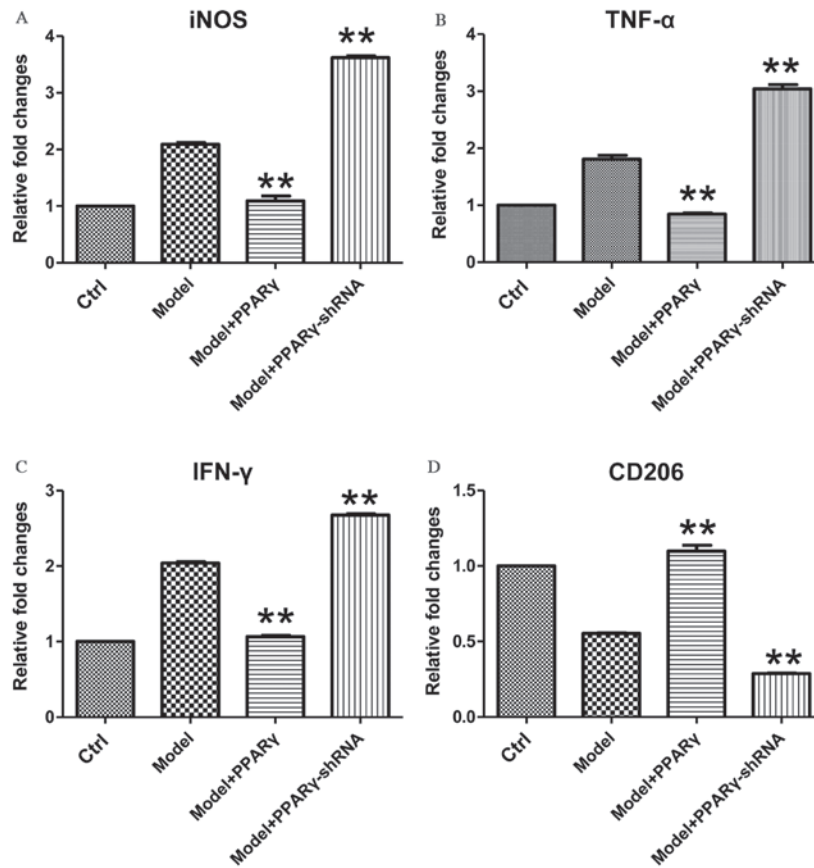 A
iNOS
Relative fold changes
4
3
2
1
0
**
**
Ctrl
Model
Model+PPARγ
Model+PPARγ-shRNA
B
TNF-α
Relative fold changes
4
3
2
1
0
**
**
Ctrl
Model
Model+PPARγ
Model+PPARγ-shRNA
C
IFN-γ
Relative fold changes
3
2
1
0
**
**
Ctrl
Model
Model+PPARγ
Model+PPARγ-shRNA
D
CD206
Relative fold changes
1.5
1.0
0.5
0.0
**
**
Ctrl
Model
Model+PPARγ
Model+PPARγ-shRNA